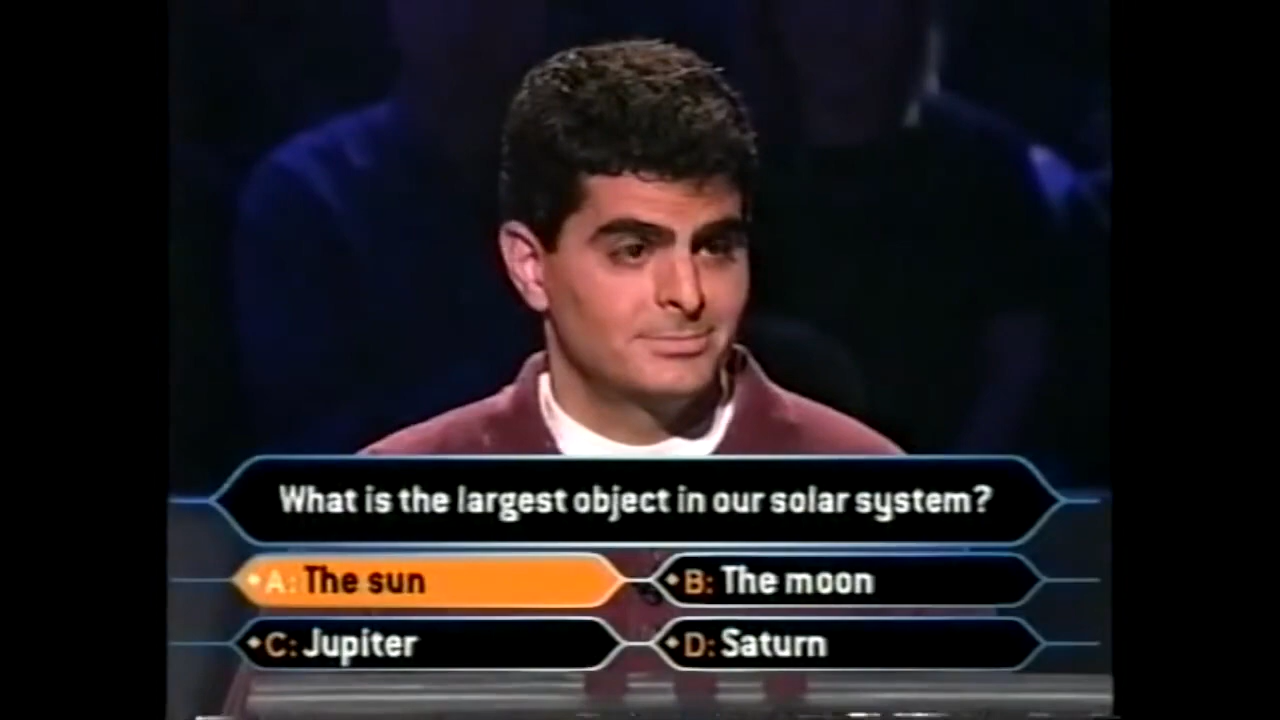 What is the largest object in our solar system?
A: The sun
B: The moon
C: Jupiter
D: Saturn